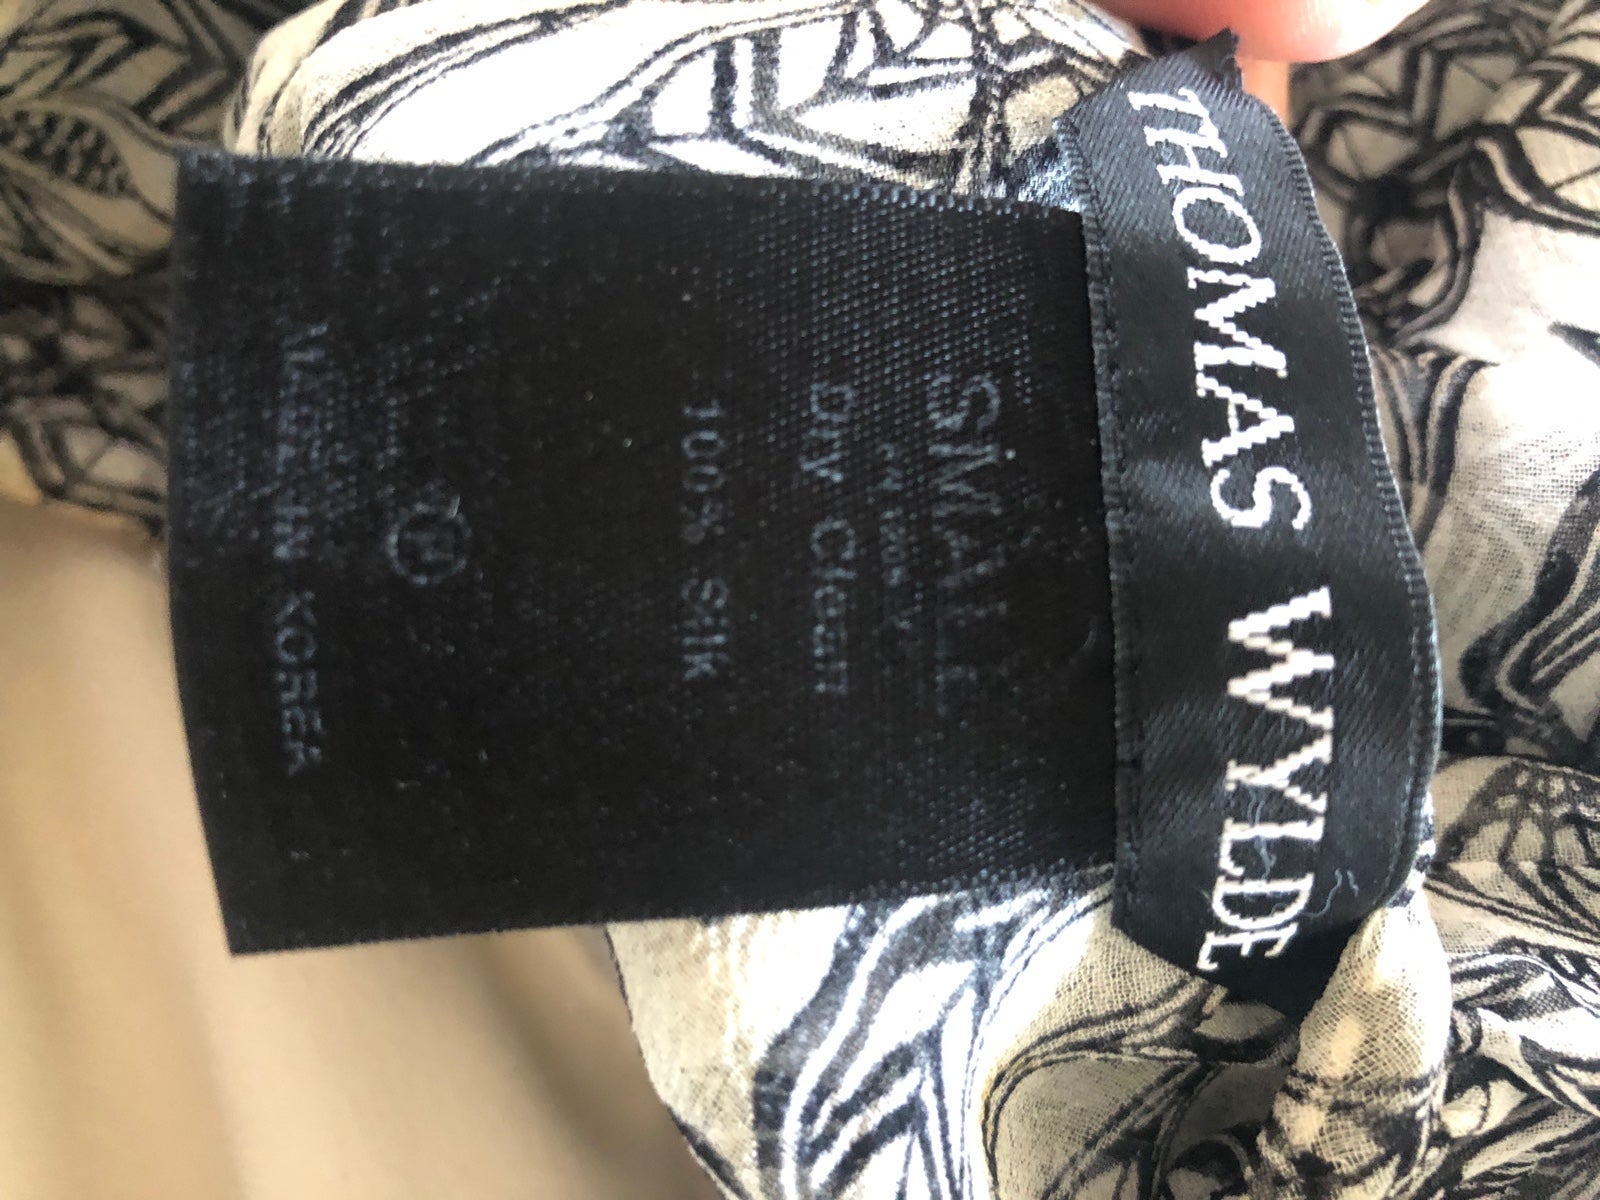 THOMAS WYLDE
SMALL
Dry Clean
100% Silk
P
MADE IN KOREA